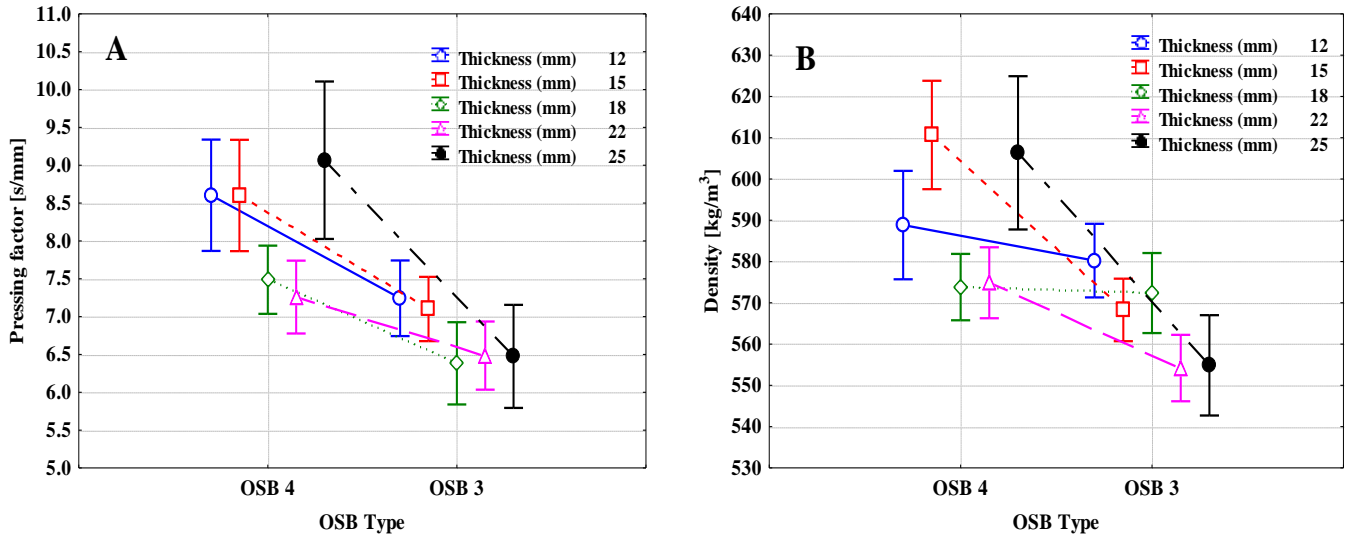 A
Pressing factor [s/mm]
11.0
10.5
10.0
9.5
9.0
8.5
8.0
7.5
7.0
6.5
6.0
5.5
5.0
Thickness (mm) 12
Thickness (mm) 15
Thickness (mm) 18
Thickness (mm) 22
Thickness (mm) 25
OSB 4 OSB 3
OSB Type
B
Density [kg/m³]
640
630
620
610
600
590
580
570
560
550
540
530
Thickness (mm) 12
Thickness (mm) 15
Thickness (mm) 18
Thickness (mm) 22
Thickness (mm) 25
OSB 4 OSB 3
OSB Type